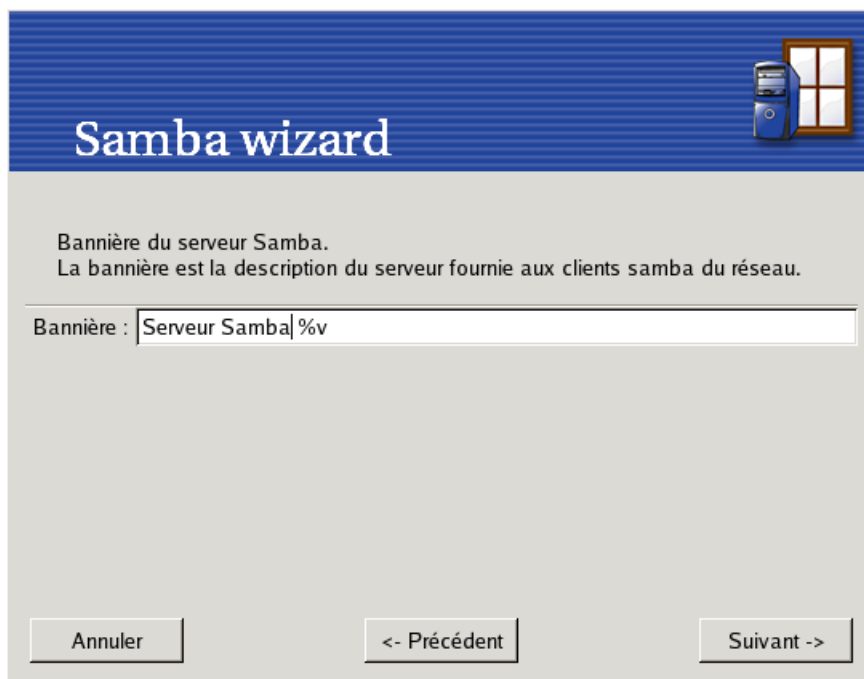 Samba wizard
Bannière du serveur Samba.
La bannière est la description du serveur fournie aux clients samba du réseau.
Bannière : Serveur Samba %v
Annuler <- Précédent Suivant ->